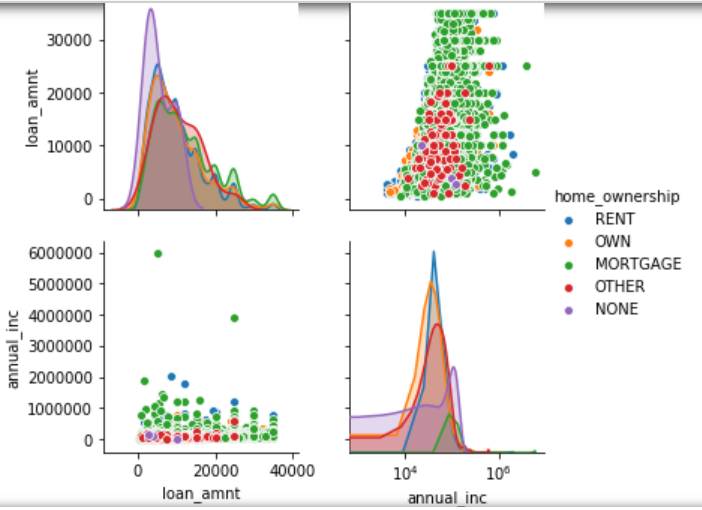 loan_amnt
30000
20000
10000
0
home_ownership
RENT
OWN
MORTGAGE
OTHER
NONE
annual_inc
6000000
5000000
4000000
3000000
2000000
1000000
0
0
20000
40000
loan_amnt
10⁴
10⁶
annual_inc